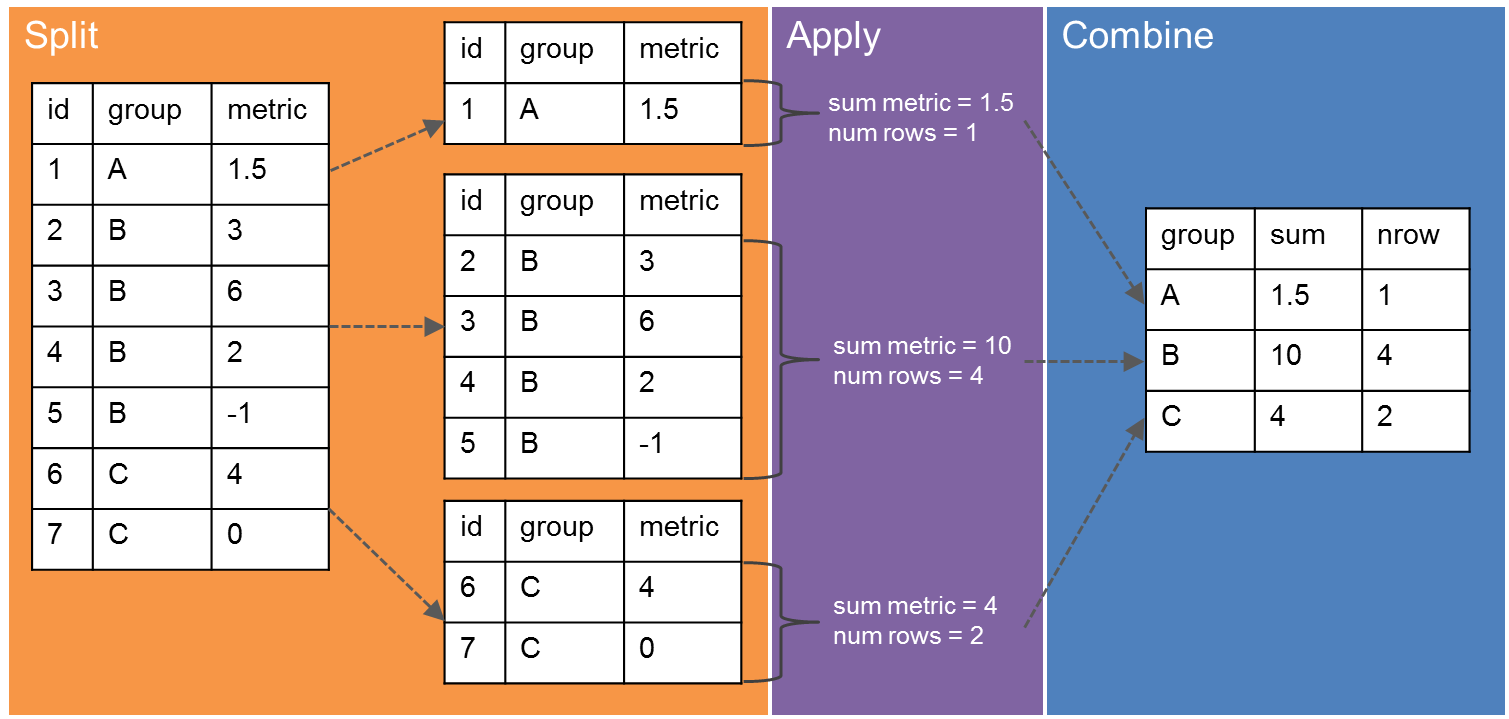 Split
id group metric
1 A 1.5
2 B 3
3 B 6
4 B 2
5 B -1
6 C 4
7 C 0
id group metric
1 A 1.5
id group metric
2 B 3
3 B 6
4 B 2
5 B -1
id group metric
6 C 4
7 C 0
Apply
sum metric = 1.5
num rows = 1
sum metric = 10
num rows = 4
sum metric = 4
num rows = 2
Combine
group sum nrow
A 1.5 1
B 10 4
C 4 2